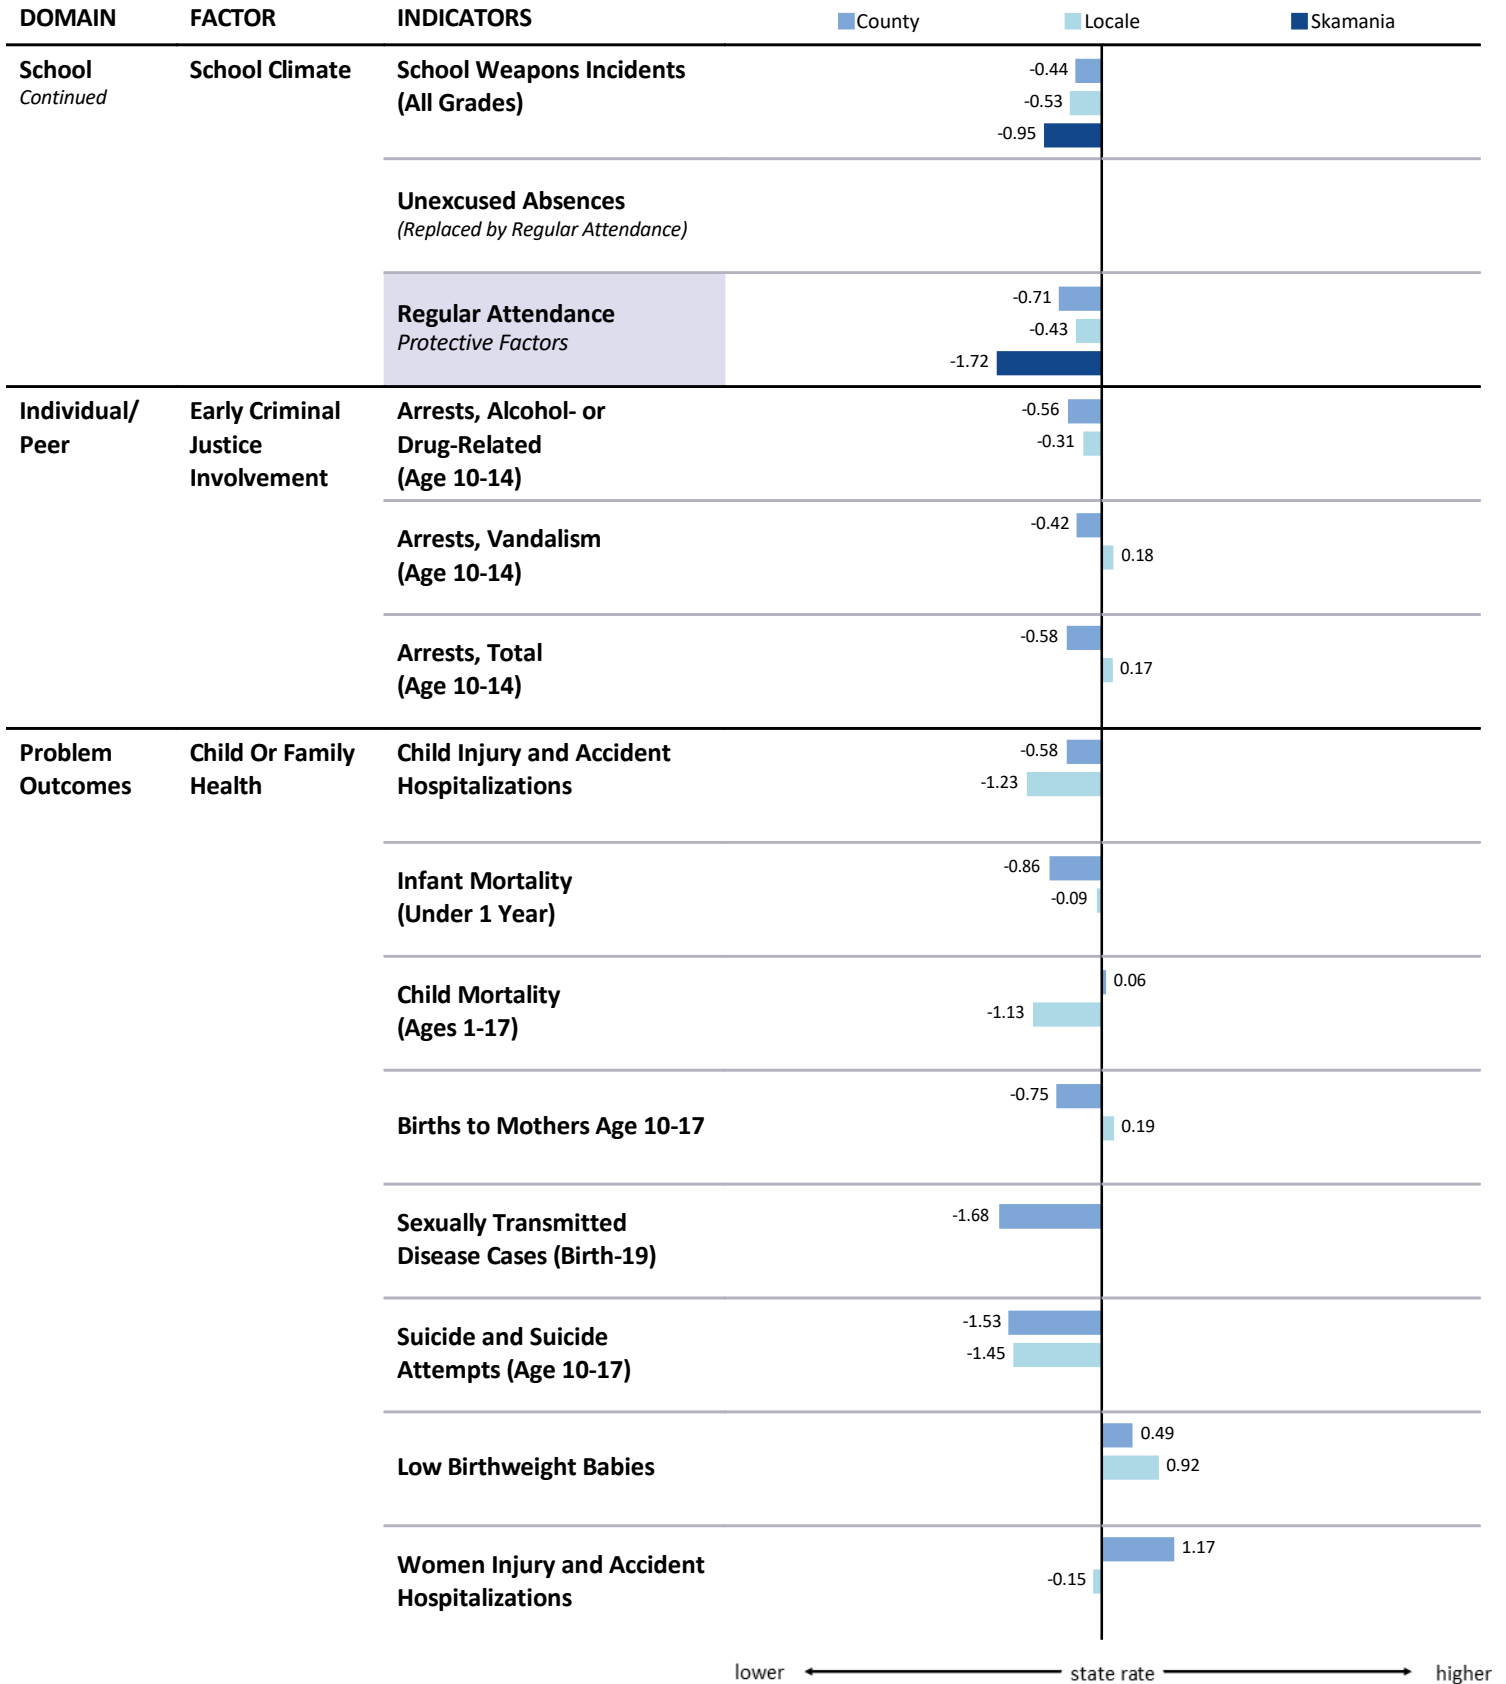 DOMAIN FACTOR INDICATORS County Locale Skamania
School School Climate School Weapons Incidents
Continued (All Grades)
-0.44
-0.53
-0.95
Unexcused Absences
(Replaced by Regular Attendance)
Regular Attendance
Protective Factors
-0.71
-0.43
-1.72
Individual/ Early Criminal Arrests, Alcohol- or
Peer Justice Drug-Related
Involvement (Age 10-14)
-0.56
-0.31
Arrests, Vandalism
(Age 10-14)
-0.42
0.18
Arrests, Total
(Age 10-14)
-0.58
0.17
Problem Child Or Family Child Injury and Accident
Outcomes Health Hospitalizations
-0.58
-1.23
Infant Mortality
(Under 1 Year)
-0.86
-0.09
Child Mortality
(Ages 1-17)
0.06
-1.13
Births to Mothers Age 10-17
-0.75
0.19
Sexually Transmitted
Disease Cases (Birth-19)
-1.68
Suicide and Suicide
Attempts (Age 10-17)
-1.53
-1.45
Low Birthweight Babies
0.49
0.92
Women Injury and Accident
Hospitalizations
1.17
-0.15
lower state rate higher